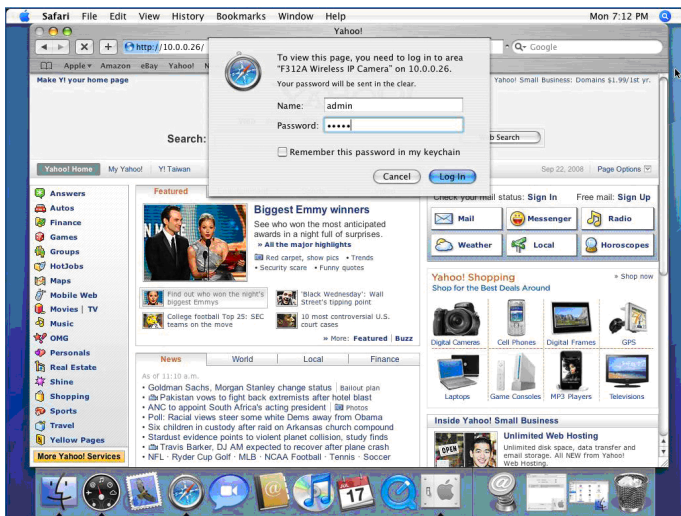 Safari File Edit View History Bookmarks Window Help Mon 7:12 PM
Yahoo!
http://10.0.0.26/
Google
Apple Amazon eBay Yahoo!
To view this page, you need to log in to area
"F312A Wireless IP Camera" on 10.0.0.26.
Your password will be sent in the clear.
Name: admin
Password: •••••
Remember this password in my keychain
Cancel Log In
Make Y! your home page
Yahoo! Small Business: Domains $1.99/1st yr.
Search:
b Search
Yahoo! Home My Yahoo! Y! Taiwan
Sep 22, 2008 Page Options
Answers
Autos
Finance
Games
Groups
HotJobs
Maps
Mobile Web
Movies | TV
Music
OMG
Personals
Real Estate
Shine
Shopping
Sports
Travel
Yellow Pages
More Yahoo! Services
Featured
Biggest Emmy winners
See who won the most anticipated
awards in a night full of surprises.
» All the major highlights
Red carpet, show pics • Trends
• Security scare • Funny quotes
Find out who won the night's
biggest Emmys
'Black Wednesday': Wall
Street's tipping point
College football Top 25: SEC
teams on the move
10 most controversial U.S.
court cases
» More: Featured | Buzz
News World Local Finance
As of 11:10 a.m.
• Goldman Sachs, Morgan Stanley change status | Bailout plan
• Pakistan vows to fight back extremists after hotel blast
• ANC to appoint South Africa's acting president | Photos
• Poll: Racial views steer some white Dems away from Obama
• Six children in custody after raid on Arkansas church compound
• Stardust evidence points to violent planet collision, study finds
• Travis Barker, DJ AM expected to recover after plane crash
• NFL · Ryder Cup Golf · MLB · NCAA Football · Tennis · Soccer
Check your mail status: Sign In Free mail: Sign Up
Mail Messenger Radio
Weather Local Horoscopes
Yahoo! Shopping • Shop now
Shop for the Best Deals Around
Digital Cameras Cell Phones Digital Frames GPS
Laptops Game Consoles MP3 Players Televisions
Inside Yahoo! Small Business
OPEN
Unlimited Web Hosting
Unlimited disk space, data transfer and
email storage. All NEW from Yahoo!
Web Hosting.
JUL
17